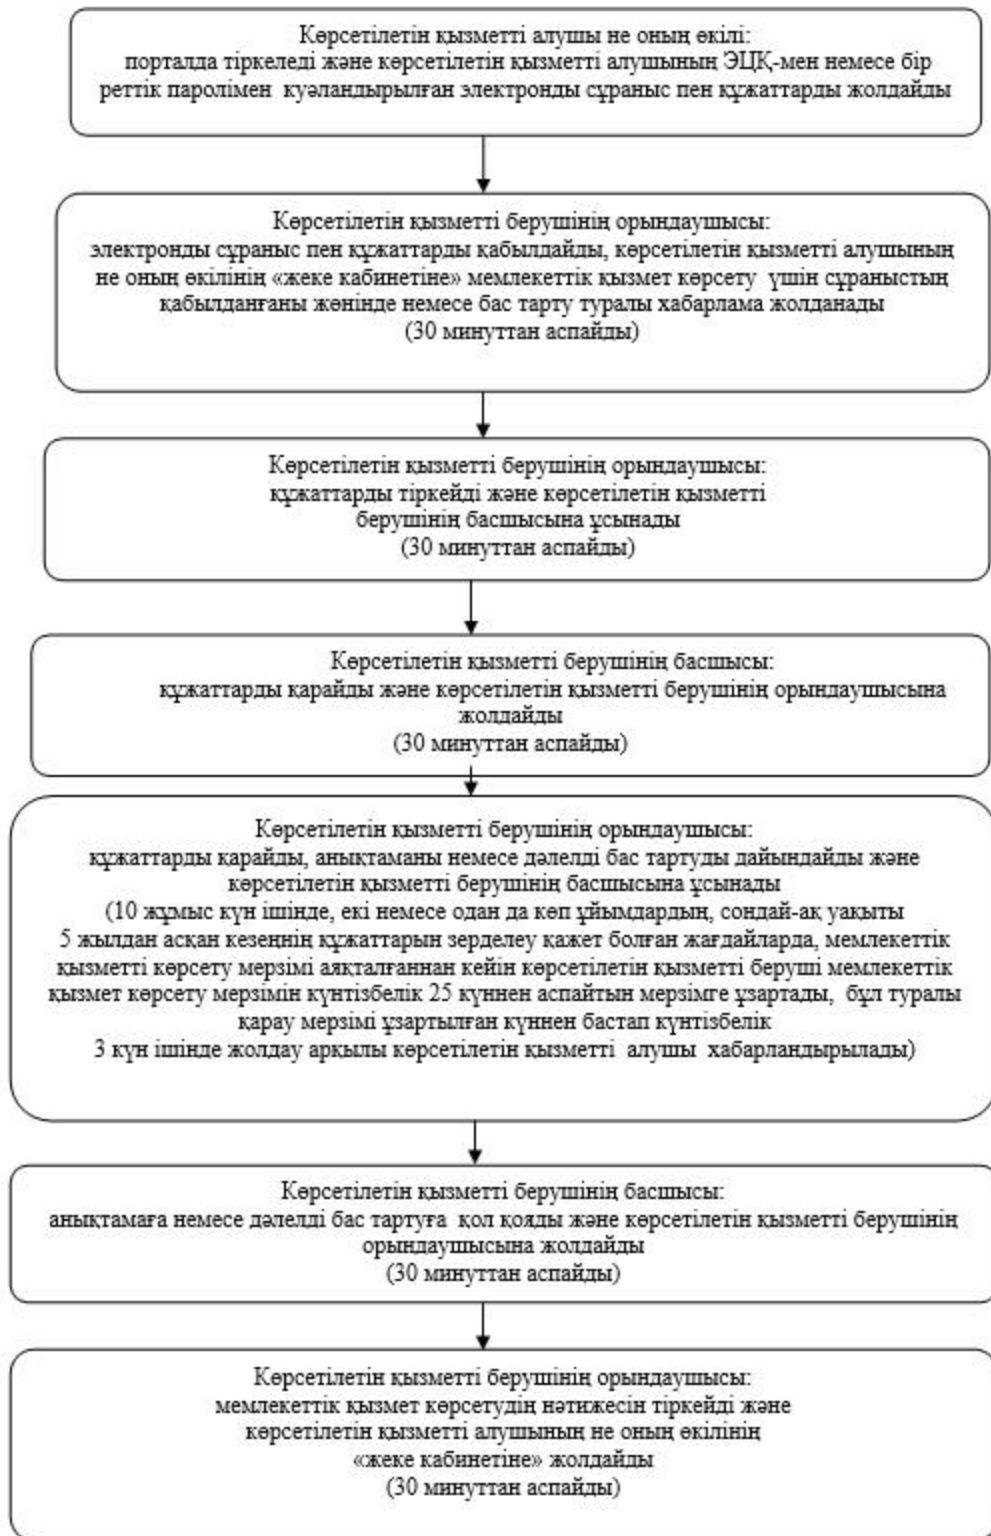 Көрсетілетін қызметті алушы не оның өкілі:
порталда тіркеледі және көрсетілетін қызметті алушының ЭЦҚ-мен немесе бір
реттік паролімен куәландырылған электронды сұраныс пен құжаттарды жолдайды
Көрсетілетін қызметті берушінің орындаушысы:
электронды сұраныс пен құжаттарды қабылдайды, көрсетілетін қызметті алушының
не оның өкілінің «жеке кабинетіне» мемлекеттік қызмет көрсету үшін сұраныстың
қабылданғаны жөнінде немесе бас тарту туралы хабарлама жолданады
(30 минуттан аспайды)
Көрсетілетін қызметті берушінің орындаушысы:
құжаттарды тіркейді және көрсетілетін қызметті
берушінің басшысына ұсынады
(30 минуттан аспайды)
Көрсетілетін қызметті берушінің басшысы:
құжаттарды қарайды және көрсетілетін қызметті берушінің орындаушысына
жолдайды
(30 минуттан аспайды)
Көрсетілетін қызметті берушінің орындаушысы:
құжаттарды қарайды, анықтаманы немесе дәлелді бас тартуды дайындайды және
көрсетілетін қызметті берушінің басшысына ұсынады
(10 жұмыс күн ішінде, екі немесе одан да көп ұйымдардың, сондай-ақ уақыты
5 жылдан асқан кезеңнің құжаттарын зерделеу қажет болған жағдайларда, мемлекеттік
қызметті көрсету мерзімі аяқталғаннан кейін көрсетілетін қызметті беруші мемлекеттік
қызмет көрсету мерзімін күнтізбелік 25 күннен аспайтын мерзімге ұзартады, бұл туралы
қарау мерзімі ұзартылған күннен бастап күнтізбелік
3 күн ішінде жолдау арқылы көрсетілетін қызметті алушы хабарландырылады)
Көрсетілетін қызметті берушінің басшысы:
анықтамаға немесе дәлелді бас тартуға қол қояды және көрсетілетін қызметті берушінің
орындаушысына жолдайды
(30 минуттан аспайды)
Көрсетілетін қызметті берушінің орындаушысы:
мемлекеттік қызмет көрсетудің нәтижесін тіркейді және
көрсетілетін қызметті алушының не оның өкілінің
«жеке кабинетіне» жолдайды
(30 минуттан аспайды)